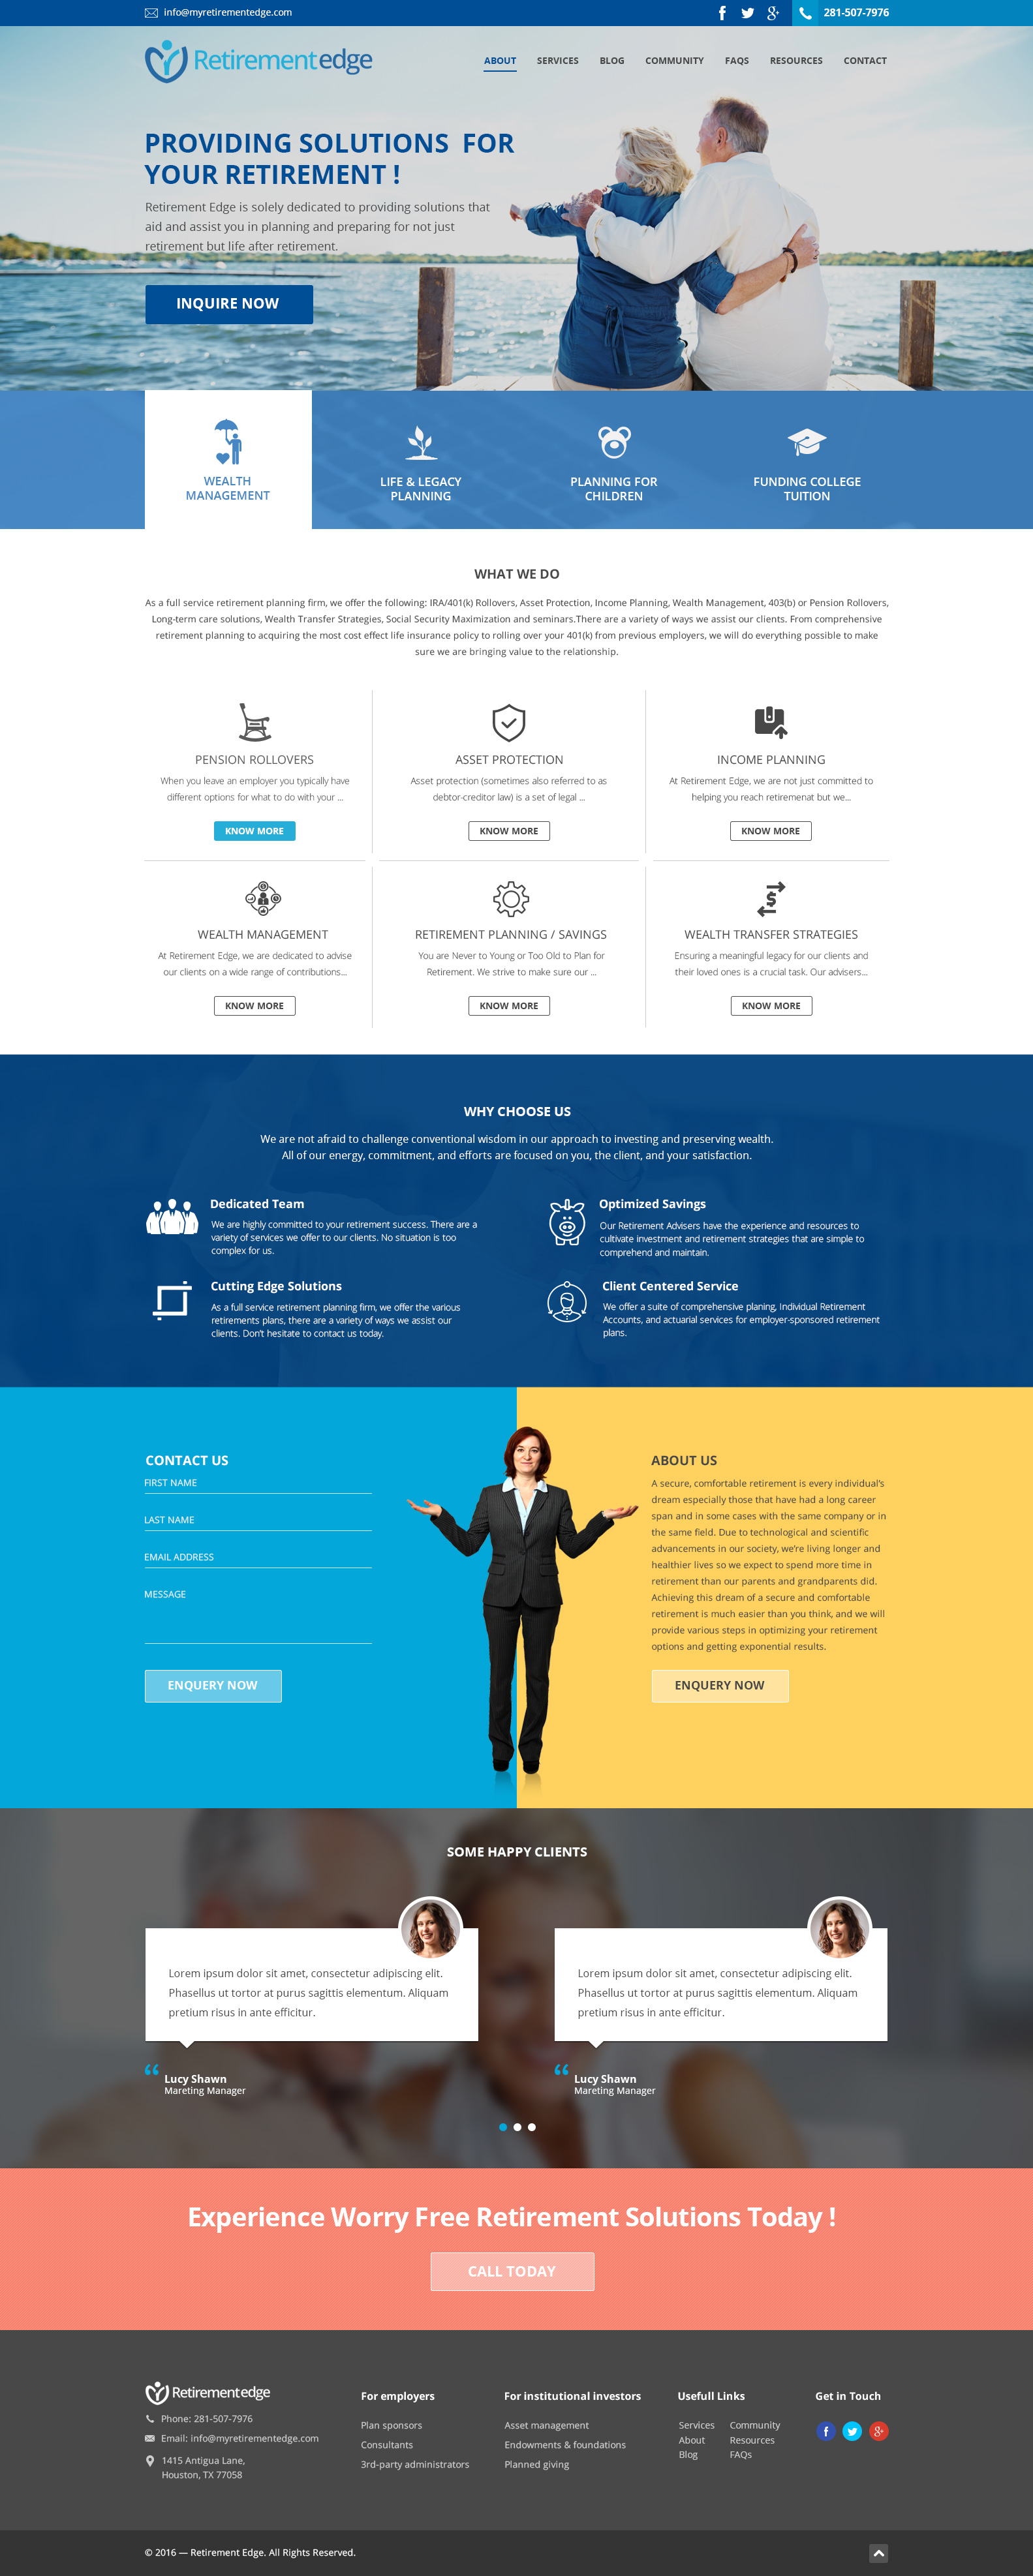 info@myretirementedge.com
281-507-7976
Retirementedge
ABOUT SERVICES BLOG COMMUNITY FAQS RESOURCES CONTACT
PROVIDING SOLUTIONS FOR
YOUR RETIREMENT !
Retirement Edge is solely dedicated to providing solutions that
aid and assist you in planning and preparing for not just
retirement but life after retirement.
INQUIRE NOW
WEALTH
MANAGEMENT
LIFE & LEGACY
PLANNING
PLANNING FOR
CHILDREN
FUNDING COLLEGE
TUITION
WHAT WE DO
As a full service retirement planning firm, we offer the following: IRA/401(k) Rollovers, Asset Protection, Income Planning, Wealth Management, 403(b) or Pension Rollovers,
Long-term care solutions, Wealth Transfer Strategies, Social Security Maximization and seminars.There are a variety of ways we assist our clients. From comprehensive
retirement planning to acquiring the most cost effect life insurance policy to rolling over your 401(k) from previous employers, we will do everything possible to make
sure we are bringing value to the relationship.
PENSION ROLLOVERS
When you leave an employer you typically have
different options for what to do with your ...
KNOW MORE
ASSET PROTECTION
Asset protection (sometimes also referred to as
debtor-creditor law) is a set of legal ...
KNOW MORE
INCOME PLANNING
At Retirement Edge, we are not just committed to
helping you reach retiremenat but we...
KNOW MORE
WEALTH MANAGEMENT
At Retirement Edge, we are dedicated to advise
our clients on a wide range of contributions...
KNOW MORE
RETIREMENT PLANNING / SAVINGS
You are Never to Young or Too Old to Plan for
Retirement. We strive to make sure our ...
KNOW MORE
WEALTH TRANSFER STRATEGIES
Ensuring a meaningful legacy for our clients and
their loved ones is a crucial task. Our advisers...
KNOW MORE
WHY CHOOSE US
We are not afraid to challenge conventional wisdom in our approach to investing and preserving wealth.
All of our energy, commitment, and efforts are focused on you, the client, and your satisfaction.
Dedicated Team
We are highly committed to your retirement success. There are a
variety of services we offer to our clients. No situation is too
complex for us.
Optimized Savings
Our Retirement Advisers have the experience and resources to
cultivate investment and retirement strategies that are simple to
comprehend and maintain.
Cutting Edge Solutions
As a full service retirement planning firm, we offer the various
retirements plans, there are a variety of ways we assist our
clients. Don't hesitate to contact us today.
Client Centered Service
We offer a suite of comprehensive planing, Individual Retirement
Accounts, and actuarial services for employer-sponsored retirement
plans.
CONTACT US
FIRST NAME
LAST NAME
EMAIL ADDRESS
MESSAGE
ENQUERY NOW
ABOUT US
A secure, comfortable retirement is every individual's
dream especially those that have had a long career
span and in some cases with the same company or in
the same field. Due to technological and scientific
advancements in our society, we're living longer and
healthier lives so we expect to spend more time in
retirement than our parents and grandparents did.
Achieving this dream of a secure and comfortable
retirement is much easier than you think, and we will
provide various steps in optimizing your retirement
options and getting exponential results.
ENQUERY NOW
SOME HAPPY CLIENTS
Lorem ipsum dolor sit amet, consectetur adipiscing elit.
Phasellus ut tortor at purus sagittis elementum. Aliquam
pretium risus in ante efficitur.
Lucy Shawn
Mareting Manager
Lorem ipsum dolor sit amet, consectetur adipiscing elit.
Phasellus ut tortor at purus sagittis elementum. Aliquam
pretium risus in ante efficitur.
Lucy Shawn
Mareting Manager
Experience Worry Free Retirement Solutions Today !
CALL TODAY
Retirementedge
Phone: 281-507-7976
Email: info@myretirementedge.com
1415 Antigua Lane,
Houston, TX 77058
For employers
Plan sponsors
Consultants
3rd-party administrators
For institutional investors
Asset management
Endowments & foundations
Planned giving
Usefull Links
Services Community
About Resources
Blog FAQs
Get in Touch
© 2016 — Retirement Edge. All Rights Reserved.